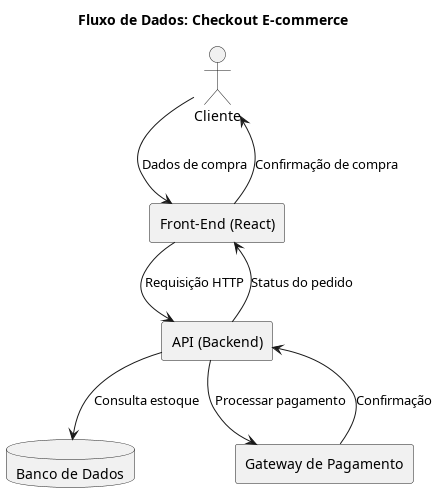 Fluxo de Dados: Checkout E-commerce
Cliente
Dados de compra
Confirmação de compra
Front-End (React)
Requisição HTTP
Status do pedido
API (Backend)
Consulta estoque
Processar pagamento
Confirmação
Banco de Dados
Gateway de Pagamento